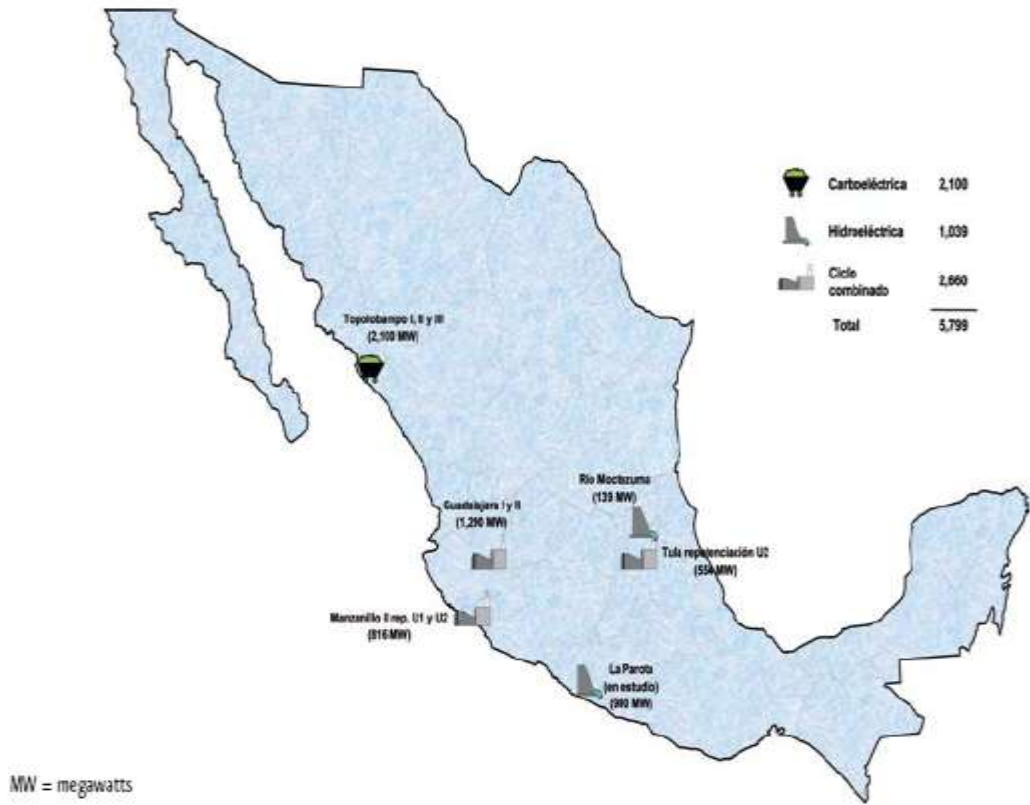 Carboeléctrica 2,100
Hidroeléctrica 1,039
Ciclo
combinado 2,660
Total 5,799
Topolobampo I, II y III
(2,100 MW)
Río Moctezuma
(139 MW)
Guadalajara I y II
(1,290 MW)
Tula repotenciación U2
(554 MW)
Manzanillo II rep. U1 y U2
(816 MW)
La Parota
(en estudio)
(900 MW)
MW = megawatts